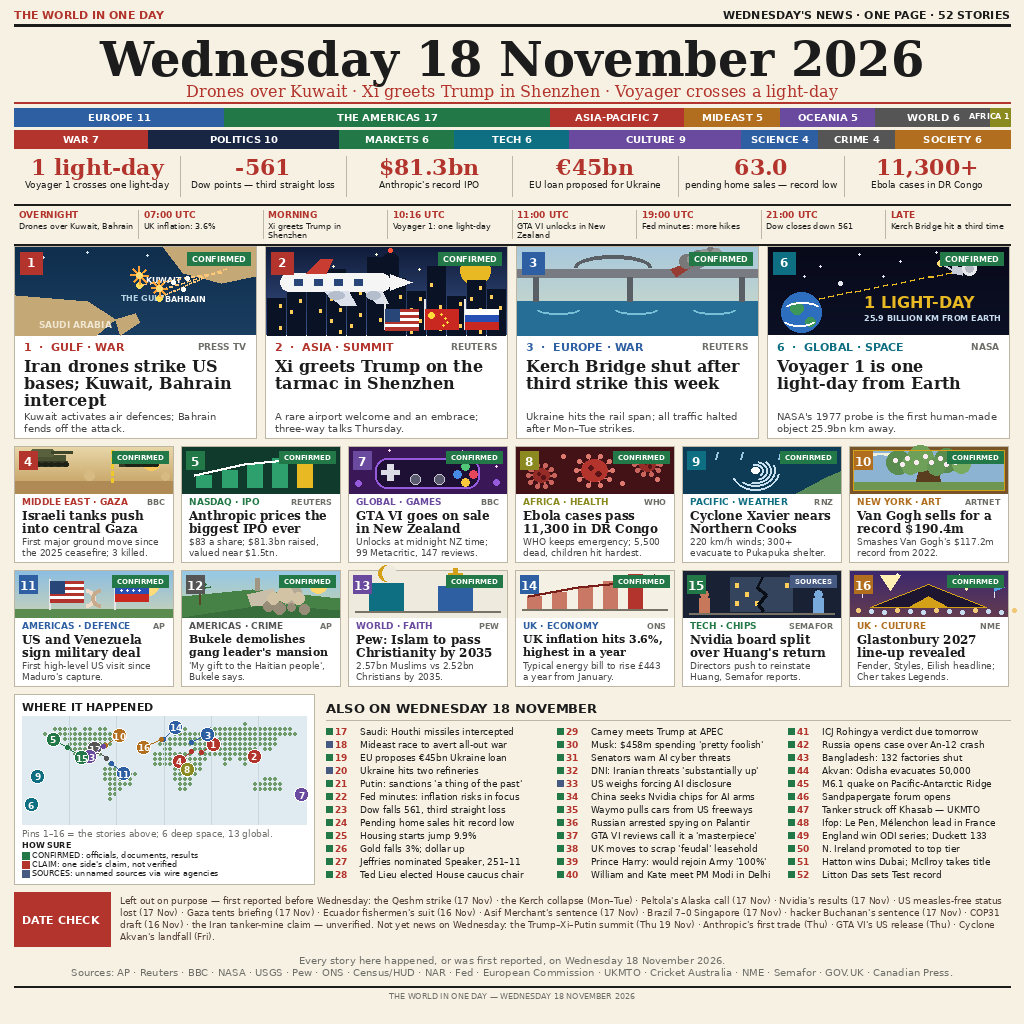 THE WORLD IN ONE DAY
WEDNESDAY'S NEWS · ONE PAGE · 52 STORIES
Wednesday 18 November 2026
Drones over Kuwait · Xi greets Trump in Shenzhen · Voyager crosses a light-day
EUROPE 11
THE AMERICAS 17
ASIA-PACIFIC 7
MIDEAST 5
OCEANIA 5
WORLD 6
AFRICA 1
WAR 7
POLITICS 10
MARKETS 6
TECH 6
CULTURE 9
SCIENCE 4
CRIME 4
SOCIETY 6
1 light-day
Voyager 1 crosses one light-day
-561
Dow points — third straight loss
$81.3bn
Anthropic's record IPO
€45bn
EU loan proposed for Ukraine
63.0
pending home sales — record low
11,300+
Ebola cases in DR Congo
OVERNIGHT
Drones over Kuwait, Bahrain
07:00 UTC
UK inflation: 3.6%
MORNING
Xi greets Trump in
Shenzhen
10:16 UTC
Voyager 1: one light-day
11:00 UTC
GTA VI unlocks in New
Zealand
19:00 UTC
Fed minutes: more hikes
21:00 UTC
Dow closes down 561
LATE
Kerch Bridge hit a third time
1
CONFIRMED
KUWAIT
THE GULF
BAHRAIN
SAUDI ARABIA
1 · GULF · WAR
PRESS TV
Iran drones strike US
bases; Kuwait, Bahrain
intercept
Kuwait activates air defences; Bahrain
fends off the attack.
2
CONFIRMED
2 · ASIA · SUMMIT
REUTERS
Xi greets Trump on the
tarmac in Shenzhen
A rare airport welcome and an embrace;
three-way talks Thursday.
3
CONFIRMED
3 · EUROPE · WAR
REUTERS
Kerch Bridge shut after
third strike this week
Ukraine hits the rail span; all traffic halted
after Mon–Tue strikes.
6
CONFIRMED
1 LIGHT-DAY
25.9 BILLION KM FROM EARTH
6 · GLOBAL · SPACE
NASA
Voyager 1 is one
light-day from Earth
NASA's 1977 probe is the first human-made
object 25.9bn km away.
4
CONFIRMED
MIDDLE EAST · GAZA
BBC
Israeli tanks push
into central Gaza
First major ground move since
the 2025 ceasefire; 3 killed.
5
CONFIRMED
NASDAQ · IPO
REUTERS
Anthropic prices the
biggest IPO ever
$83 a share; $81.3bn raised,
valued near $1.5tn.
7
CONFIRMED
GLOBAL · GAMES
BBC
GTA VI goes on sale
in New Zealand
Unlocks at midnight NZ time;
99 Metacritic, 147 reviews.
8
CONFIRMED
AFRICA · HEALTH
WHO
Ebola cases pass
11,300 in DR Congo
WHO keeps emergency; 5,500
dead, children hit hardest.
9
CONFIRMED
PACIFIC · WEATHER
RNZ
Cyclone Xavier nears
Northern Cooks
220 km/h winds; 300+
evacuate to Pukapuka shelter.
10
CONFIRMED
NEW YORK · ART
ARTNET
Van Gogh sells for a
record $190.4m
Smashes Van Gogh's $117.2m
record from 2022.
11
CONFIRMED
AMERICAS · DEFENCE
AP
US and Venezuela
sign military deal
First high-level US visit since
Maduro's capture.
12
CONFIRMED
AMERICAS · CRIME
AP
Bukele demolishes
gang leader's mansion
'My gift to the Haitian people',
Bukele says.
13
CONFIRMED
WORLD · FAITH
PEW
Pew: Islam to pass
Christianity by 2035
2.57bn Muslims vs 2.52bn
Christians by 2035.
14
CONFIRMED
UK · ECONOMY
ONS
UK inflation hits 3.6%,
highest in a year
Typical energy bill to rise £443
a year from January.
15
SOURCES
TECH · CHIPS
SEMAFOR
Nvidia board split
over Huang's return
Directors push to reinstate
Huang, Semafor reports.
16
CONFIRMED
UK · CULTURE
NME
Glastonbury 2027
line-up revealed
Fender, Styles, Eilish headline;
Cher takes Legends.
WHERE IT HAPPENED
5
10
16
14
3
1
2
4
8
15
11
9
6
7
Pins 1–16 = the stories above; 6 deep space, 13 global.
HOW SURE
CONFIRMED: officials, documents, results
CLAIM: one side's claim, not verified
SOURCES: unnamed sources via wire agencies
ALSO ON WEDNESDAY 18 NOVEMBER
17 Saudi: Houthi missiles intercepted
18 Mideast race to avert all-out war
19 EU proposes €45bn Ukraine loan
20 Ukraine hits two refineries
21 Putin: sanctions 'a thing of the past'
22 Fed minutes: inflation risks in focus
23 Dow falls 561, third straight loss
24 Pending home sales hit record low
25 Housing starts jump 9.9%
26 Gold falls 3%; dollar up
27 Jeffries nominated Speaker, 251–11
28 Ted Lieu elected House caucus chair
29 Carney meets Trump at APEC
30 Musk: $458m spending 'pretty foolish'
31 Senators warn AI cyber threats
32 DNI: Iranian threats 'substantially up'
33 US weighs forcing AI disclosure
34 China seeks Nvidia chips for AI arms
35 Waymo pulls cars from US freeways
36 Russian arrested spying on Palantir
37 GTA VI reviews call it a 'masterpiece'
38 UK moves to scrap 'feudal' leasehold
39 Prince Harry: would rejoin Army '100%'
40 William and Kate meet PM Modi in Delhi
41 ICJ Rohingya verdict due tomorrow
42 Russia opens case over An-12 crash
43 Bangladesh: 132 factories shut
44 Akvan: Odisha evacuates 50,000
45 M6.1 quake on Pacific-Antarctic Ridge
46 Sandpapergate forum opens
47 Tanker struck off Khasab — UKMTO
48 Ifop: Le Pen, Mélenchon lead in France
49 England win ODI series; Duckett 133
50 N. Ireland promoted to top tier
51 Hatton wins Dubai; McIlroy takes title
52 Litton Das sets Test record
DATE CHECK
Left out on purpose — first reported before Wednesday: the Qeshm strike (17 Nov) · the Kerch collapse (Mon–Tue) · Peltola's Alaska call (17 Nov) · Nvidia's results (17 Nov) · US measles-free status
lost (17 Nov) · Gaza tents briefing (17 Nov) · Ecuador fishermen's suit (16 Nov) · Asif Merchant's sentence (17 Nov) · Brazil 7–0 Singapore (17 Nov) · hacker Buchanan's sentence (17 Nov) · COP31
draft (16 Nov) · the Iran tanker-mine claim — unverified. Not yet news on Wednesday: the Trump–Xi–Putin summit (Thu 19 Nov) · Anthropic's first trade (Thu) · GTA VI's US release (Thu) · Cyclone
Akvan's landfall (Fri).
Every story here happened, or was first reported, on Wednesday 18 November 2026.
Sources: AP · Reuters · BBC · NASA · USGS · Pew · ONS · Census/HUD · NAR · Fed · European Commission · UKMTO · Cricket Australia · NME · Semafor · GOV.UK · Canadian Press.
THE WORLD IN ONE DAY — WEDNESDAY 18 NOVEMBER 2026